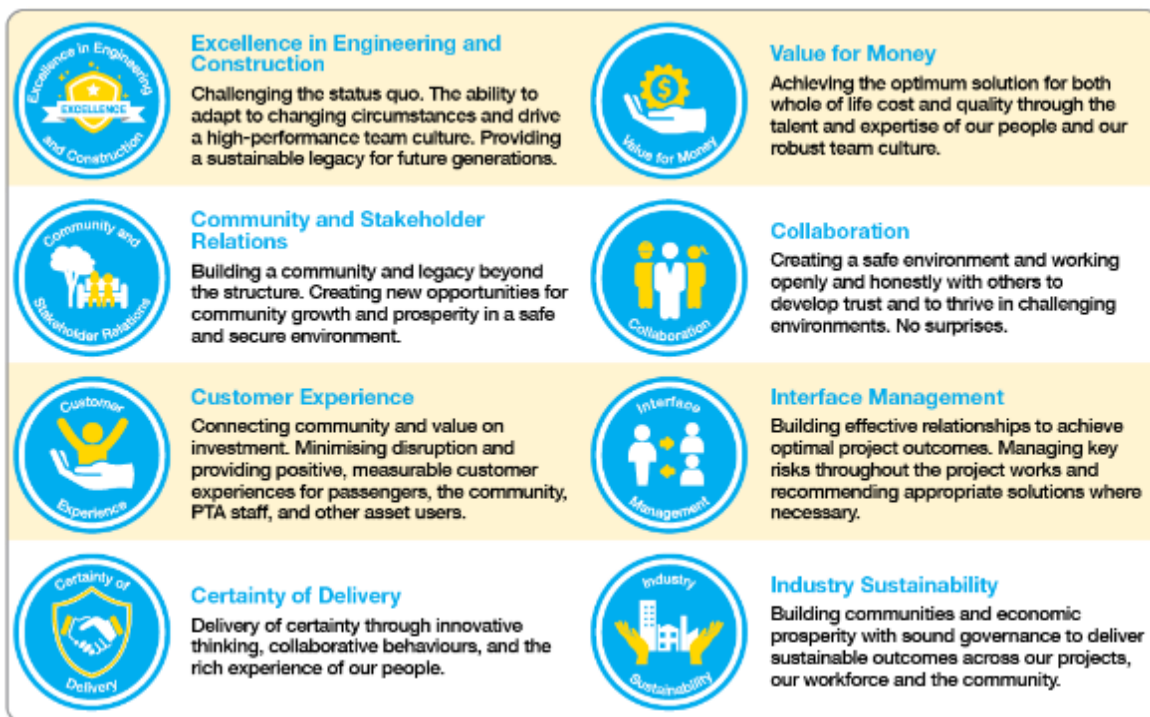 Excellence in Engineering
EXCELLENCE
and Construction
Excellence in Engineering and
Construction
Challenging the status quo. The ability to
adapt to changing circumstances and drive
a high-performance team culture. Providing
a sustainable legacy for future generations.
$
Value for Money
Value for Money
Achieving the optimum solution for both
whole of life cost and quality through the
talent and expertise of our people and our
robust team culture.
Community and
Stakeholder Relations
Community and Stakeholder
Relations
Building a community and legacy beyond
the structure. Creating new opportunities for
community growth and prosperity in a safe
and secure environment.
Collaboration
Collaboration
Creating a safe environment and working
openly and honestly with others to
develop trust and to thrive in challenging
environments. No surprises.
Customer
Experience
Customer Experience
Connecting community and value on
investment. Minimising disruption and
providing positive, measurable customer
experiences for passengers, the community,
PTA staff, and other asset users.
Interface
Management
Interface Management
Building effective relationships to achieve
optimal project outcomes. Managing key
risks throughout the project works and
recommending appropriate solutions where
necessary.
Certainty of
Delivery
Certainty of Delivery
Delivery of certainty through innovative
thinking, collaborative behaviours, and the
rich experience of our people.
Industry
Sustainability
Industry Sustainability
Building communities and economic
prosperity with sound governance to deliver
sustainable outcomes across our projects,
our workforce and the community.